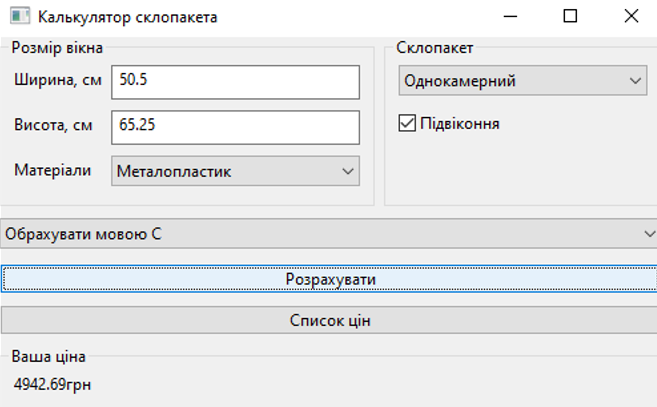 Калькулятор склопакета
Розмір вікна
Ширина, см 50.5
Висота, см 65.25
Матеріали Металопластик
Склопакет
Однокамерний
Підвіконня
Обрахувати мовою C
Розрахувати
Список цін
Ваша ціна
4942.69грн